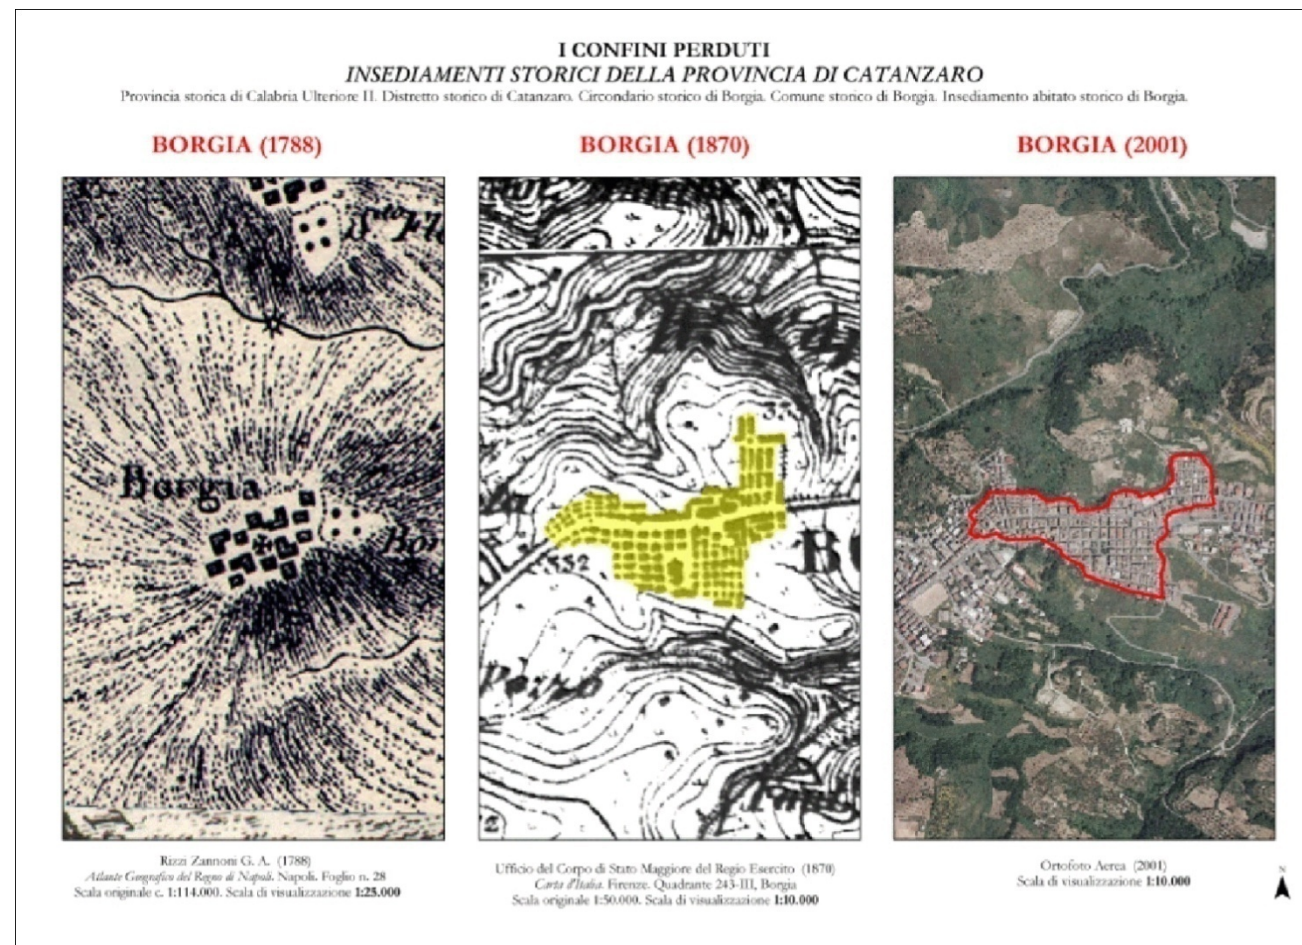 I CONFINI PERDUTI
INSEDIAMENTI STORICI DELLA PROVINCIA DI CATANZARO
Provincia storica di Calabria Ulteriore II. Distretto storico di Catanzaro. Circondario storico di Borgia. Comune storico di Borgia. Insediamento abitato storico di Borgia.
BORGIA (1788)
BORGIA (1870)
BORGIA (2001)
Borgia
Bor
332
B
2
Rizzi Zannoni G. A. (1788)
Atlante Geografico del Regno di Napoli. Napoli. Foglio n. 28
Scala originale c. 1:114.000. Scala di visualizzazione 1:25.000
Ufficio del Corpo di Stato Maggiore del Regio Esercito (1870)
Carta d'Italia. Firenze. Quadrante 243-III, Borgia
Scala originale 1:50.000. Scala di visualizzazione 1:10.000
Ortofoto Aerea (2001)
Scala di visualizzazione 1:10.000
N